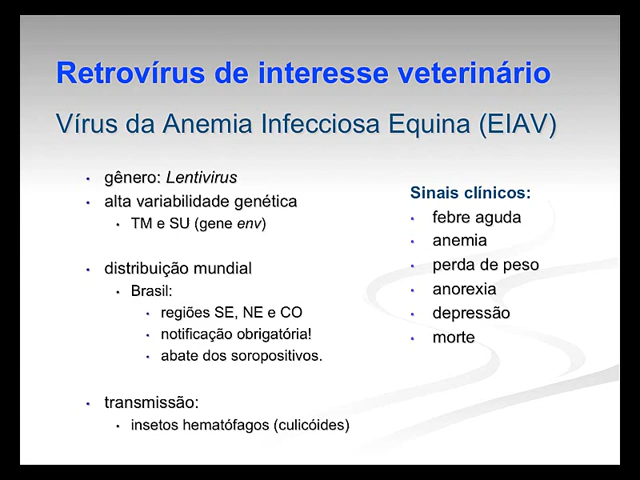 Retrovírus de interesse veterinário
Vírus da Anemia Infecciosa Equina (EIAV)
• gênero: Lentivirus
• alta variabilidade genética
• TM e SU (gene env)
• distribuição mundial
• Brasil:
• regiões SE, NE e CO
• notificação obrigatória!
• abate dos soropositivos.
• transmissão:
• insetos hematófagos (culicóides)
Sinais clínicos:
• febre aguda
• anemia
• perda de peso
• anorexia
• depressão
• morte